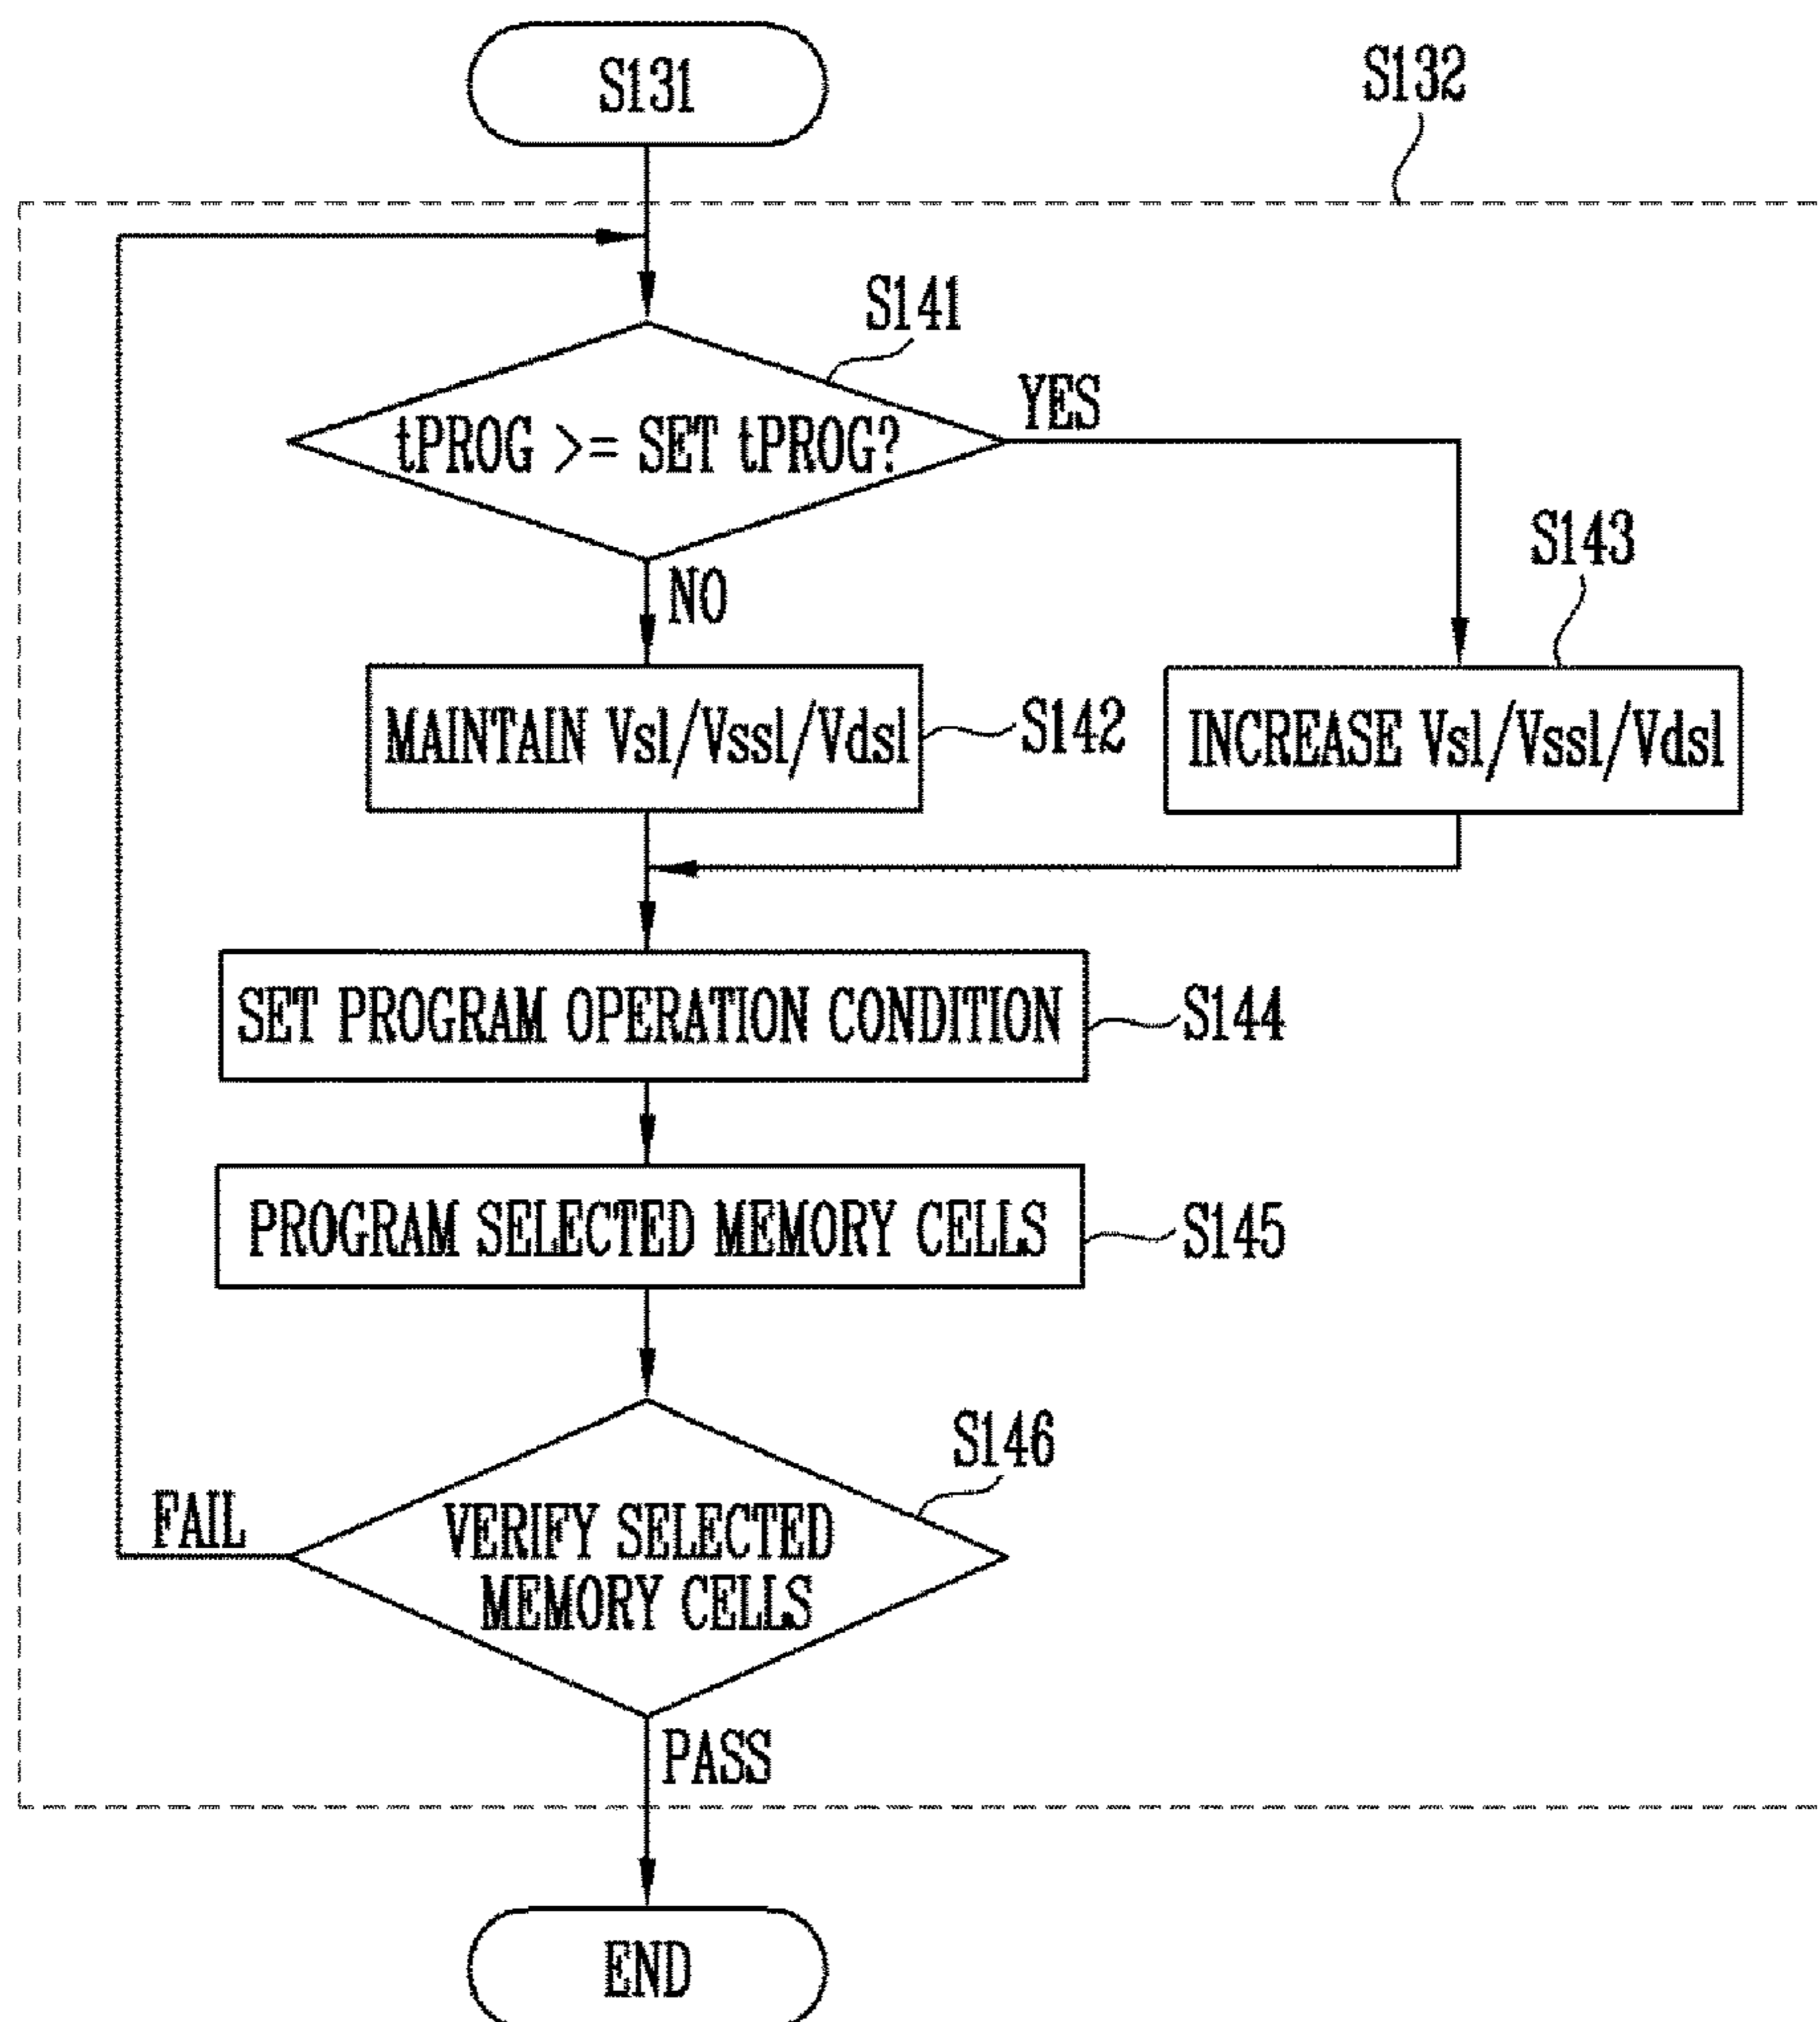 S131
S132
S141
tPROG >= SET tPROG?
YES
NO
S143
MAINTAIN Vsl/Vssl/Vdsl
S142
INCREASE Vsl/Vssl/Vdsl
SET PROGRAM OPERATION CONDITION
S144
PROGRAM SELECTED MEMORY CELLS
S145
S146
VERIFY SELECTED
MEMORY CELLS
FAIL
PASS
END